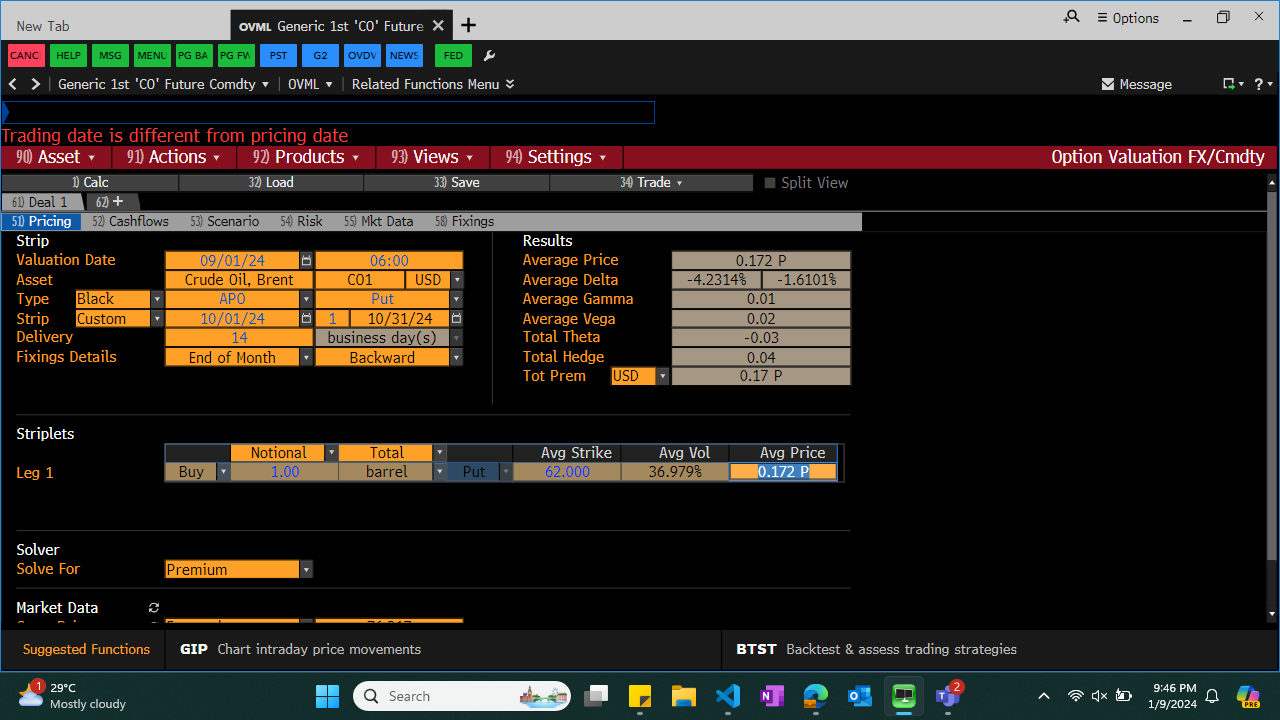 New Tab
OVML Generic 1st 'CO' Future
Options
CANC HELP MSG MENU PG BA PG FW PST G2 OVDV NEWS FED
Generic 1st 'CO' Future Comdty OVML Related Functions Menu Message ?
Trading date is different from pricing date
90) Asset 91) Actions 92) Products 93) Views 94) Settings Option Valuation FX/Cmdty
1) Calc 32) Load 33) Save 34) Trade Split View
61) Deal 1 62) +
51) Pricing 52) Cashflows 53) Scenario 54) Risk 55) Mkt Data 58) Fixings
Strip Results
Valuation Date 09/01/24 06:00 Average Price 0.172 P
Asset Crude Oil, Brent CO1 USD Average Delta -4.2314% -1.6101%
Type Black APO Put Average Gamma 0.01
Strip Custom 10/01/24 1 10/31/24 Average Vega 0.02
Delivery 14 business day(s) Total Theta -0.03
Fixings Details End of Month Backward Total Hedge 0.04
Tot Prem USD 0.17 P
Striplets
Notional Total Avg Strike Avg Vol Avg Price
Leg 1 Buy 1.00 barrel Put 62.000 36.979% 0.172 P
Solver
Solve For Premium
Market Data
Suggested Functions GIP Chart intraday price movements BTST Backtest & assess trading strategies
1 29°C
Mostly cloudy
Search
2
PRE
9:46 PM
1/9/2024